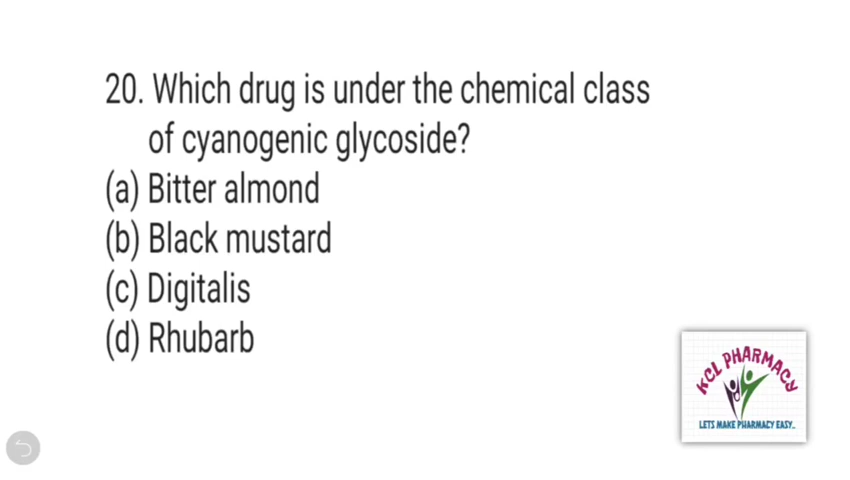 20. Which drug is under the chemical class
of cyanogenic glycoside?
(a) Bitter almond
(b) Black mustard
(c) Digitalis
(d) Rhubarb
KCL PHARMACY
LETS MAKE PHARMACY EASY..